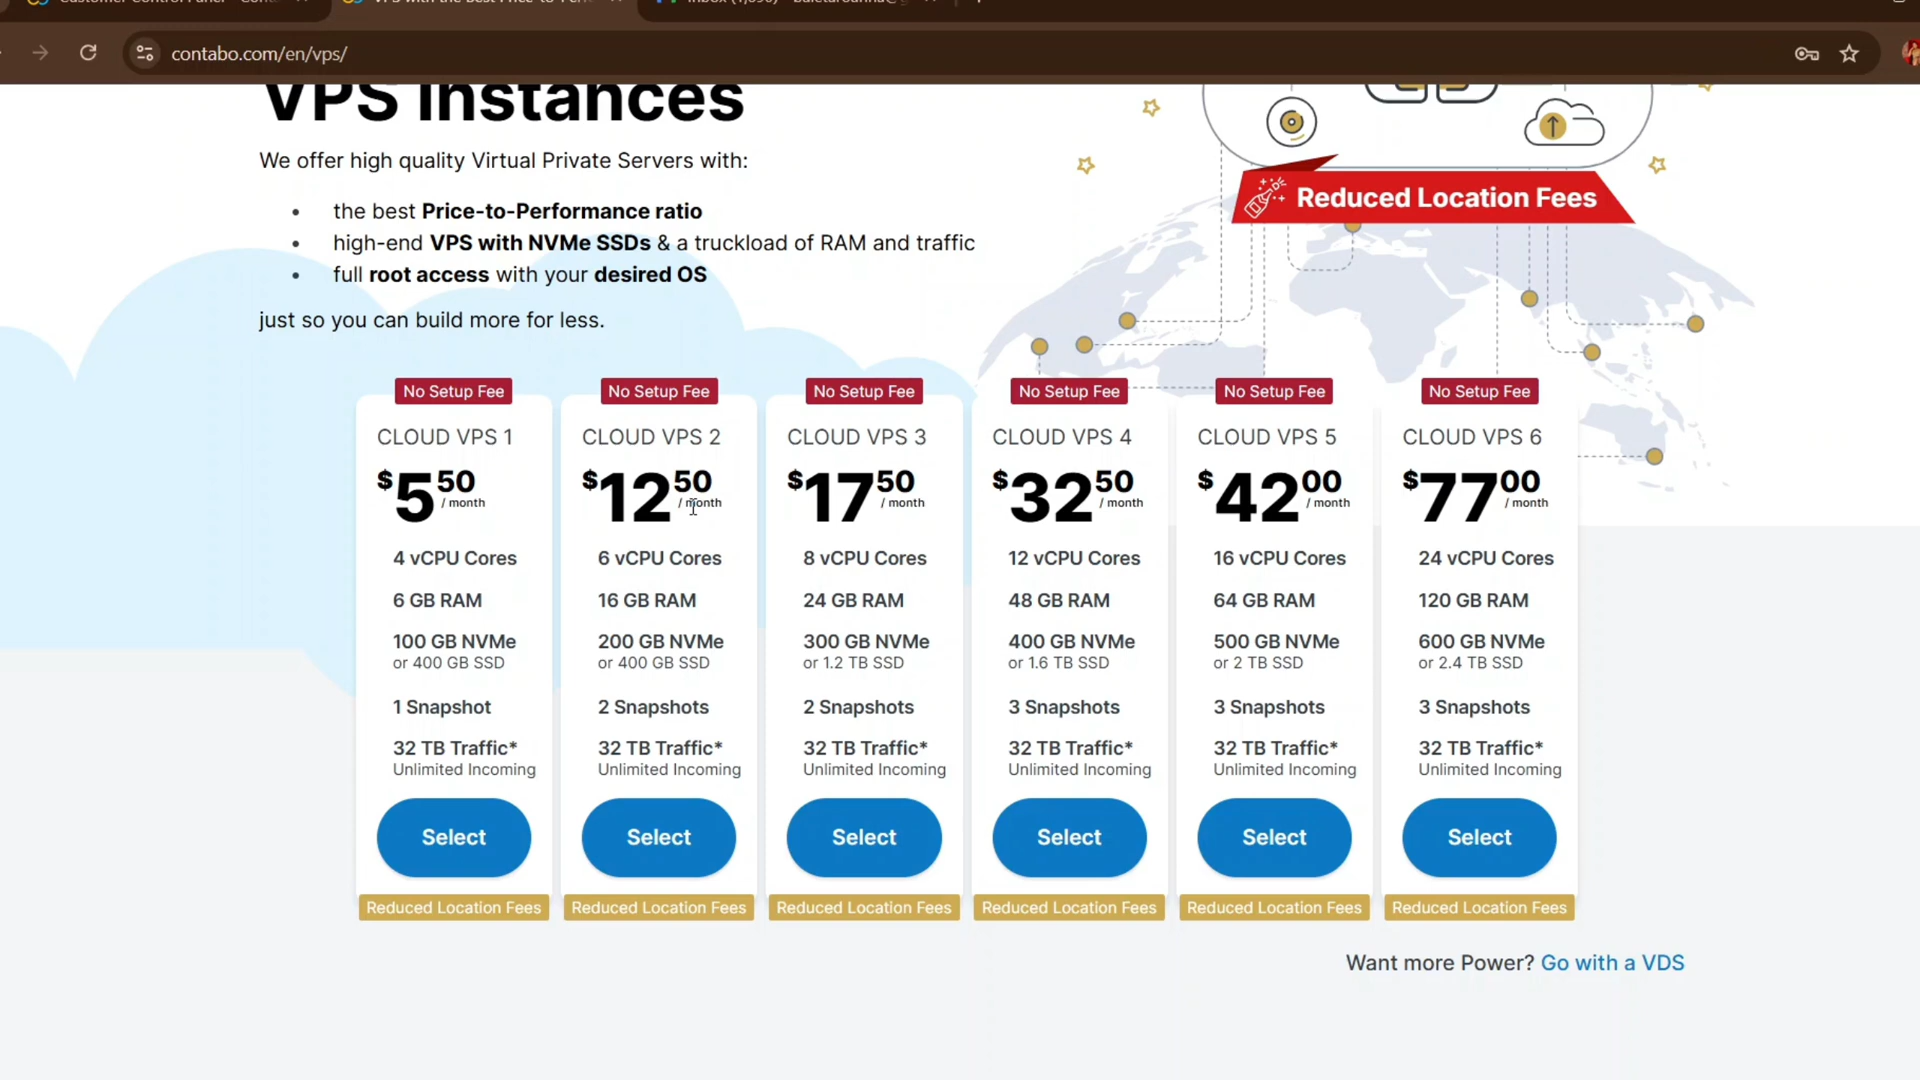 contabo.com/en/vps/
VPS Instances
We offer high quality Virtual Private Servers with:
• the best Price-to-Performance ratio
• high-end VPS with NVMe SSDs & a truckload of RAM and traffic
• full root access with your desired OS
just so you can build more for less.
Reduced Location Fees
No Setup Fee
CLOUD VPS 1
$5 50 / month
4 vCPU Cores
6 GB RAM
100 GB NVMe
or 400 GB SSD
1 Snapshot
32 TB Traffic*
Unlimited Incoming
Select
Reduced Location Fees
No Setup Fee
CLOUD VPS 2
$12 50 / month
6 vCPU Cores
16 GB RAM
200 GB NVMe
or 400 GB SSD
2 Snapshots
32 TB Traffic*
Unlimited Incoming
Select
Reduced Location Fees
No Setup Fee
CLOUD VPS 3
$17 50 / month
8 vCPU Cores
24 GB RAM
300 GB NVMe
or 1.2 TB SSD
2 Snapshots
32 TB Traffic*
Unlimited Incoming
Select
Reduced Location Fees
No Setup Fee
CLOUD VPS 4
$32 50 / month
12 vCPU Cores
48 GB RAM
400 GB NVMe
or 1.6 TB SSD
3 Snapshots
32 TB Traffic*
Unlimited Incoming
Select
Reduced Location Fees
No Setup Fee
CLOUD VPS 5
$42 00 / month
16 vCPU Cores
64 GB RAM
500 GB NVMe
or 2 TB SSD
3 Snapshots
32 TB Traffic*
Unlimited Incoming
Select
Reduced Location Fees
No Setup Fee
CLOUD VPS 6
$77 00 / month
24 vCPU Cores
120 GB RAM
600 GB NVMe
or 2.4 TB SSD
3 Snapshots
32 TB Traffic*
Unlimited Incoming
Select
Reduced Location Fees
Want more Power? Go with a VDS